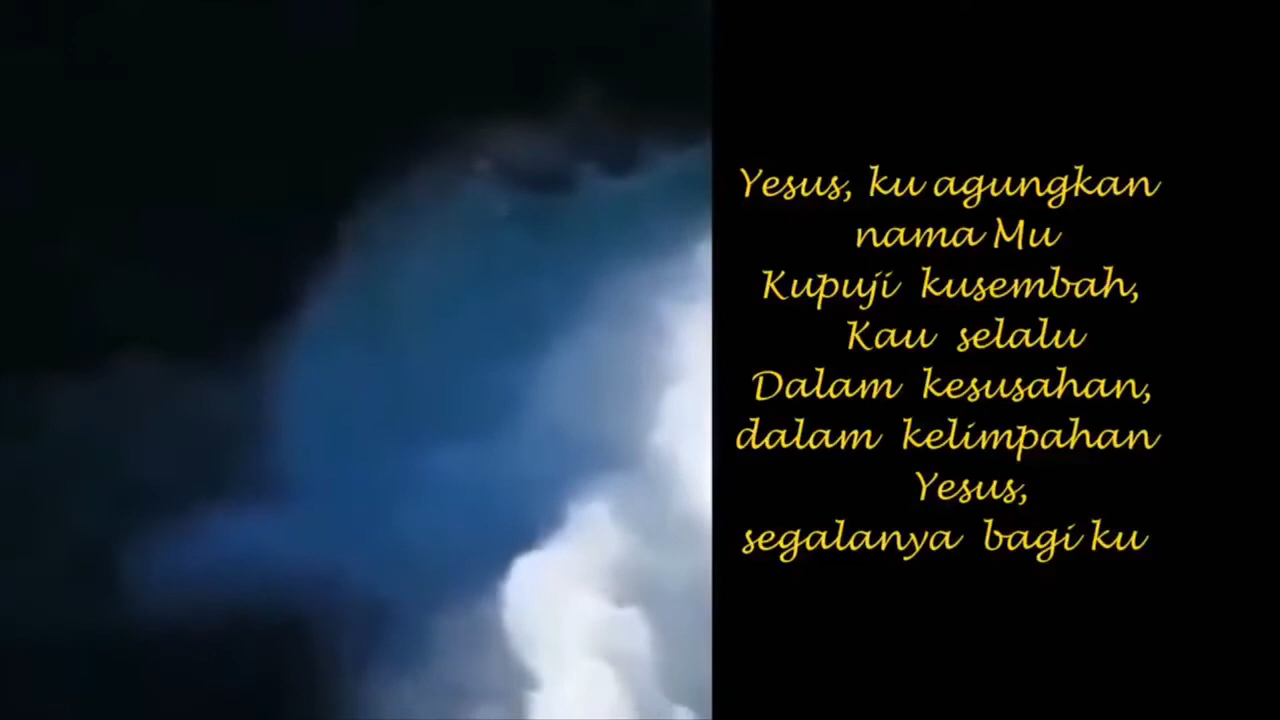 Yesus, ku agungkan
nama Mu
Kupuji kusembah,
Kau selalu
Dalam kesusahan,
dalam kelimpahan
Yesus,
segalanya bagi ku